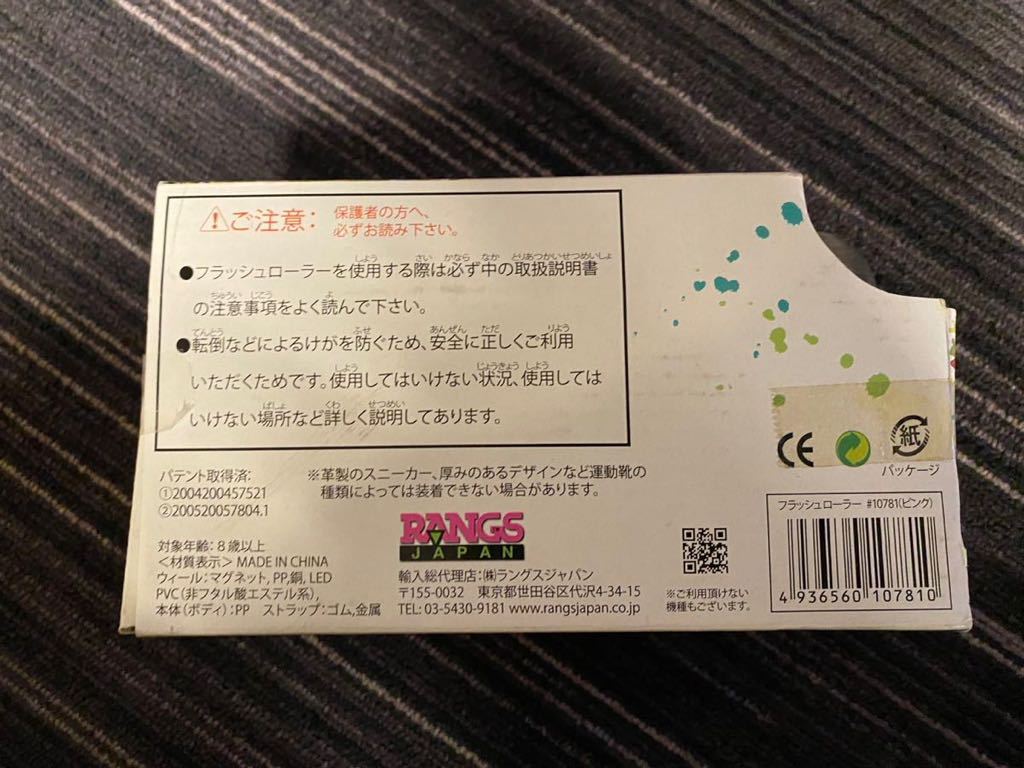 ご注意：
保護者の方へ、
必ずお読み下さい。
●フラッシュローラーを使用する際は必ず中の取扱説明書
の注意事項をよく読んで下さい。
●転倒などによるけがを防ぐため、安全に正しくご利用
いただくためです。使用してはいけない状況、使用しては
いけない場所など詳しく説明してあります。
パテント取得済:
①2004200457521
②200520057804.1
※革製のスニーカー、厚みのあるデザインなど運動靴の
種類によっては装着できない場合があります。
対象年齢：8歳以上
＜材質表示＞MADE IN CHINA
ウィール：マグネット, PP,銅, LED
PVC（非フタル酸エステル系）,
本体（ボディ）：PP ストラップ：ゴム,金属
RANGS
JAPAN
輸入総代理店：㈱ラングスジャパン
〒155-0032 東京都世田谷区代沢4-34-15
TEL: 03-5430-9181 www.rangsjapan.co.jp
※ご利用頂けない
機種もございます。
CE
紙
パッケージ
フラッシュローラー #10781(ピンク)
4 936560 107810